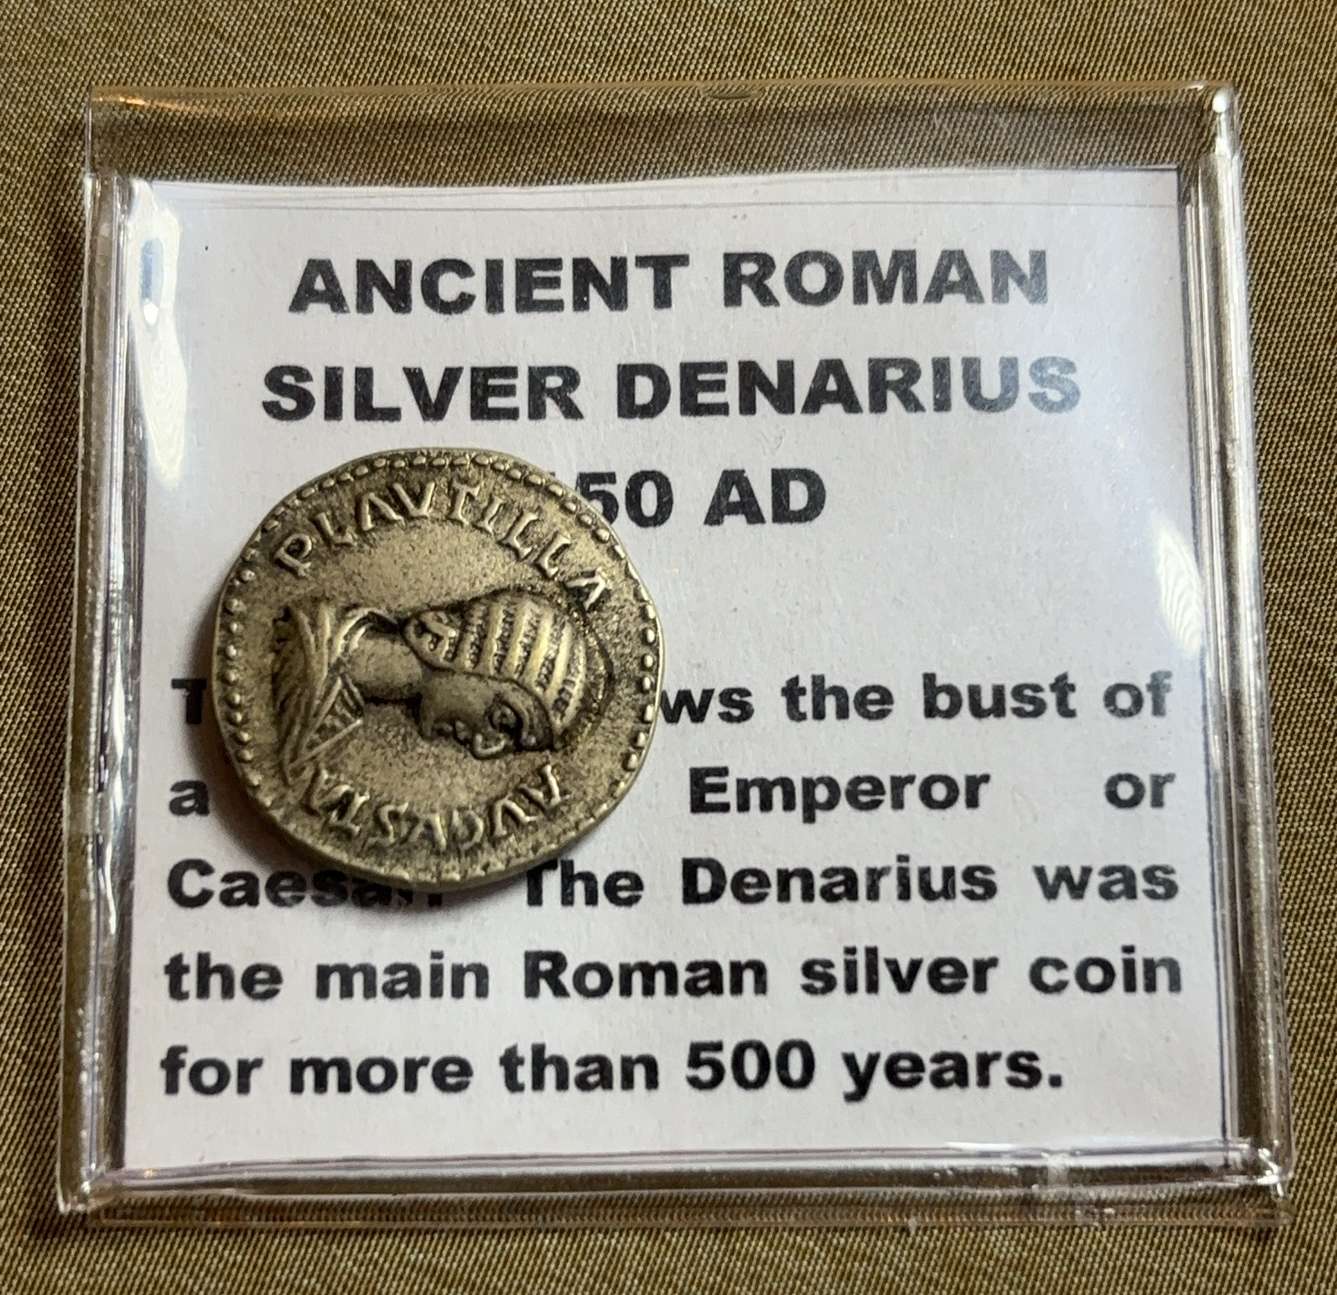 ANCIENT ROMAN
SILVER DENARIUS
50 AD
PLAVTILLA
AVGVSTA
ws the bust of
a Emperor or
Caesar. The Denarius was
the main Roman silver coin
for more than 500 years.